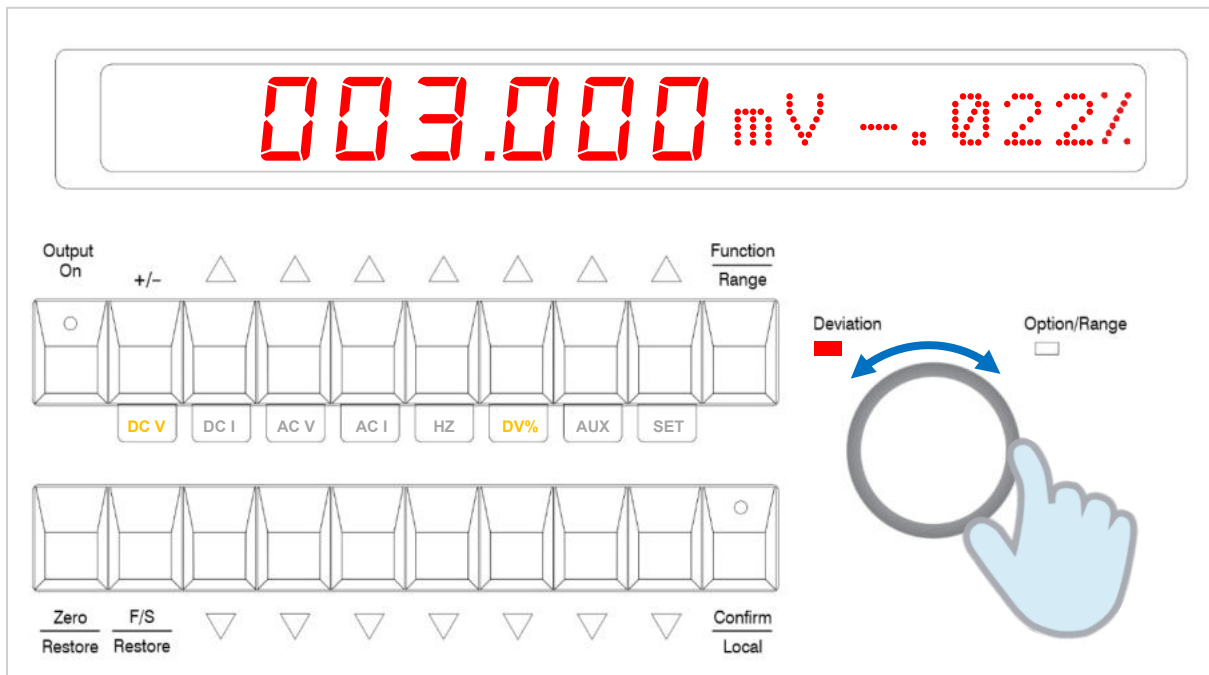 003.000 mV -.022%
Output
On
+/−
Function
Range
Deviation
Option/Range
DC V
DC I
AC V
AC I
HZ
DV%
AUX
SET
Zero
Restore
F/S
Restore
Confirm
Local